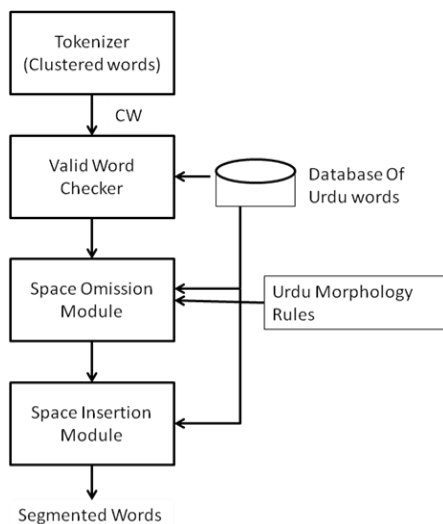 Tokenizer
(Clustered words)
CW
Valid Word
Checker
Database Of
Urdu words
Space Omission
Module
Urdu Morphology
Rules
Space Insertion
Module
Segmented Words